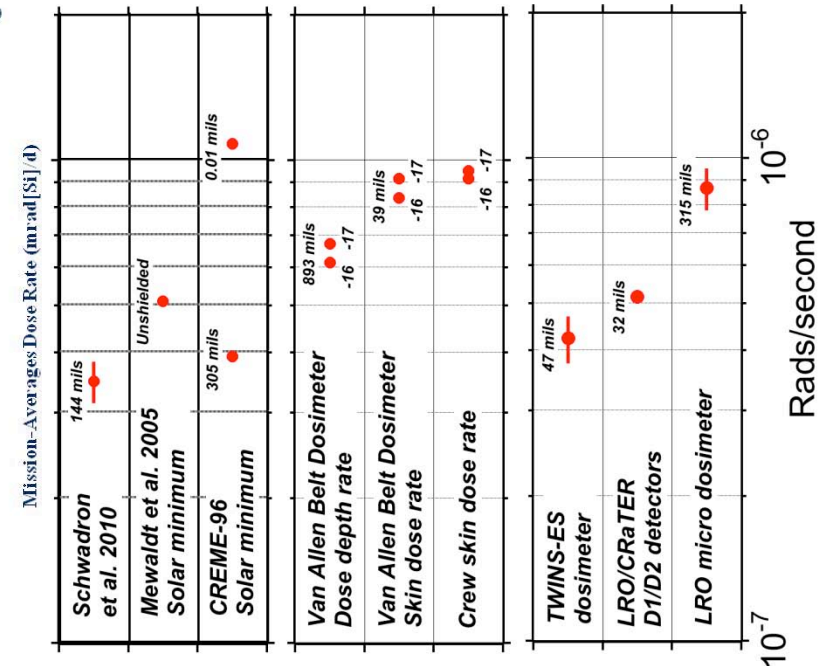 Mission-Averages Dose Rate (mrad[Si]/d)
144 mils
Schwadron
et al. 2010
Unshielded
Mewaldt et al. 2005
Solar minimum
0.01 mils
305 mils
CREME-96
Solar minimum
893 mils
-16 -17
Van Allen Belt Dosimeter
Dose depth rate
39 mils
-16 -17
Van Allen Belt Dosimeter
Skin dose rate
-16 -17
Crew skin dose rate
47 mils
TWINS-ES
dosimeter
32 mils
LRO/CRaTER
D1/D2 detectors
315 mils
LRO micro dosimeter
10-7 10-6
Rads/second